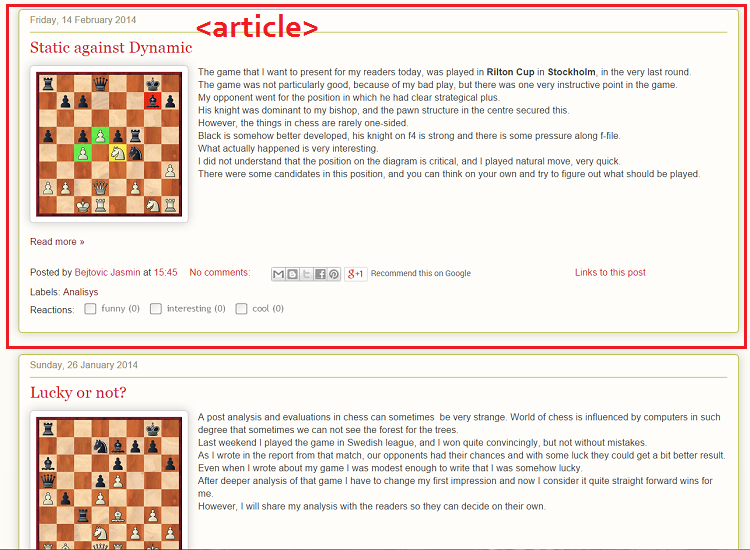 Friday, 14 February 2014
<article>
Static against Dynamic
The game that I want to present for my readers today, was played in Rilton Cup in Stockholm, in the very last round.
The game was not particularly good, because of my bad play, but there was one very instructive point in the game.
My opponent went for the position in which he had clear strategical plus.
His knight was dominant to my bishop, and the pawn structure in the centre secured this.
However, the things in chess are rarely one-sided.
Black is somehow better developed, his knight on f4 is strong and there is some pressure along f-file.
What actually happened is very interesting.
I did not understand that the position on the diagram is critical, and I played natural move, very quick.
There were some candidates in this position, and you can think on your own and try to figure out what should be played.
Read more »
Posted by Bejtovic Jasmin at 15:45 No comments: g+1 Recommend this on Google Links to this post
Labels: Analisys
Reactions: funny (0) interesting (0) cool (0)
Sunday, 26 January 2014
Lucky or not?
A post analysis and evaluations in chess can sometimes be very strange. World of chess is influenced by computers in such
degree that sometimes we can not see the forest for the trees.
Last weekend I played the game in Swedish league, and I won quite convincingly, but not without mistakes.
As I wrote in the report from that match, our opponents had their chances and with some luck they could get a bit better result.
Even when I wrote about my game I was modest enough to write that I was somehow lucky.
After deeper analysis of that game I have to change my first impression and now I consider it quite straight forward wins for
me.
However, I will share my analysis with the readers so they can decide on their own.